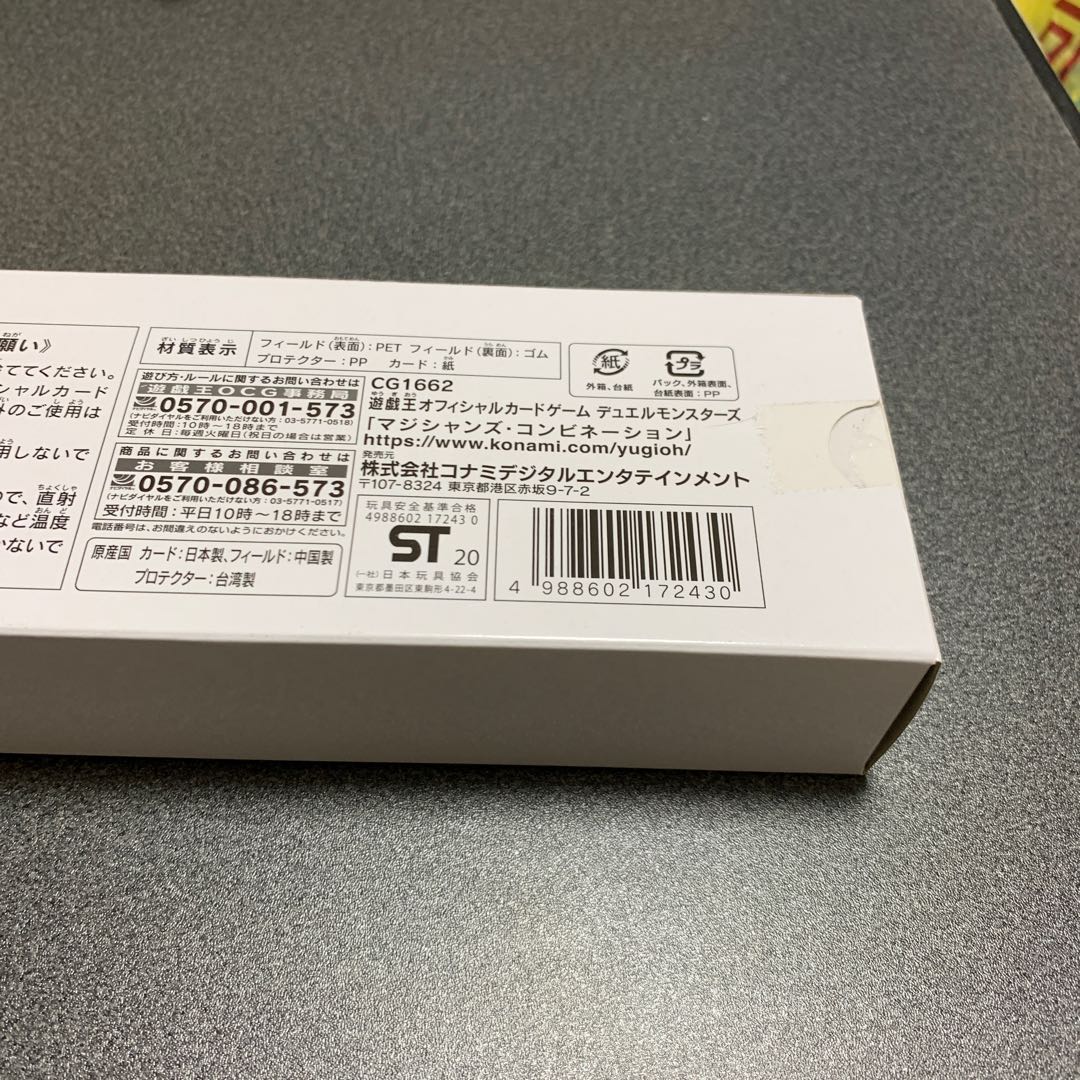 願い》
ててください。
シャルカード
のご使用は
用しないで
で、直射
など温度
かないで
材質表示
フィールド(表面):PET フィールド(裏面):ゴム
プロテクター:PP カード:紙
遊び方・ルールに関するお問い合わせは
遊戯王OCG事務局
0570-001-573
(ナビダイヤルをご利用いただけない方:03-5771-0518)
受付時間:10時〜18時まで
定休日:毎週火曜日(祝日の場合は営業)
商品に関するお問い合わせは
お客様相談室
0570-086-573
(ナビダイヤルをご利用いただけない方:03-5771-0517)
受付時間:平日10時〜18時まで
電話番号は、お間違えのないようにおかけください。
原産国 カード:日本製、フィールド:中国製
プロテクター:台湾製
紙
外箱、台紙
プラ
パック、外箱表面、
台紙表面:PP
CG1662
遊戯王オフィシャルカードゲーム デュエルモンスターズ
「マジシャンズ・コンビネーション」
https://www.konami.com/yugioh/
発売元
株式会社コナミデジタルエンタテインメント
〒107-8324 東京都港区赤坂9-7-2
玩具安全基準合格
4988602 17243 0
ST 20
(一社)日本玩具協会
東京都墨田区東駒形4-22-4
4 988602 172430